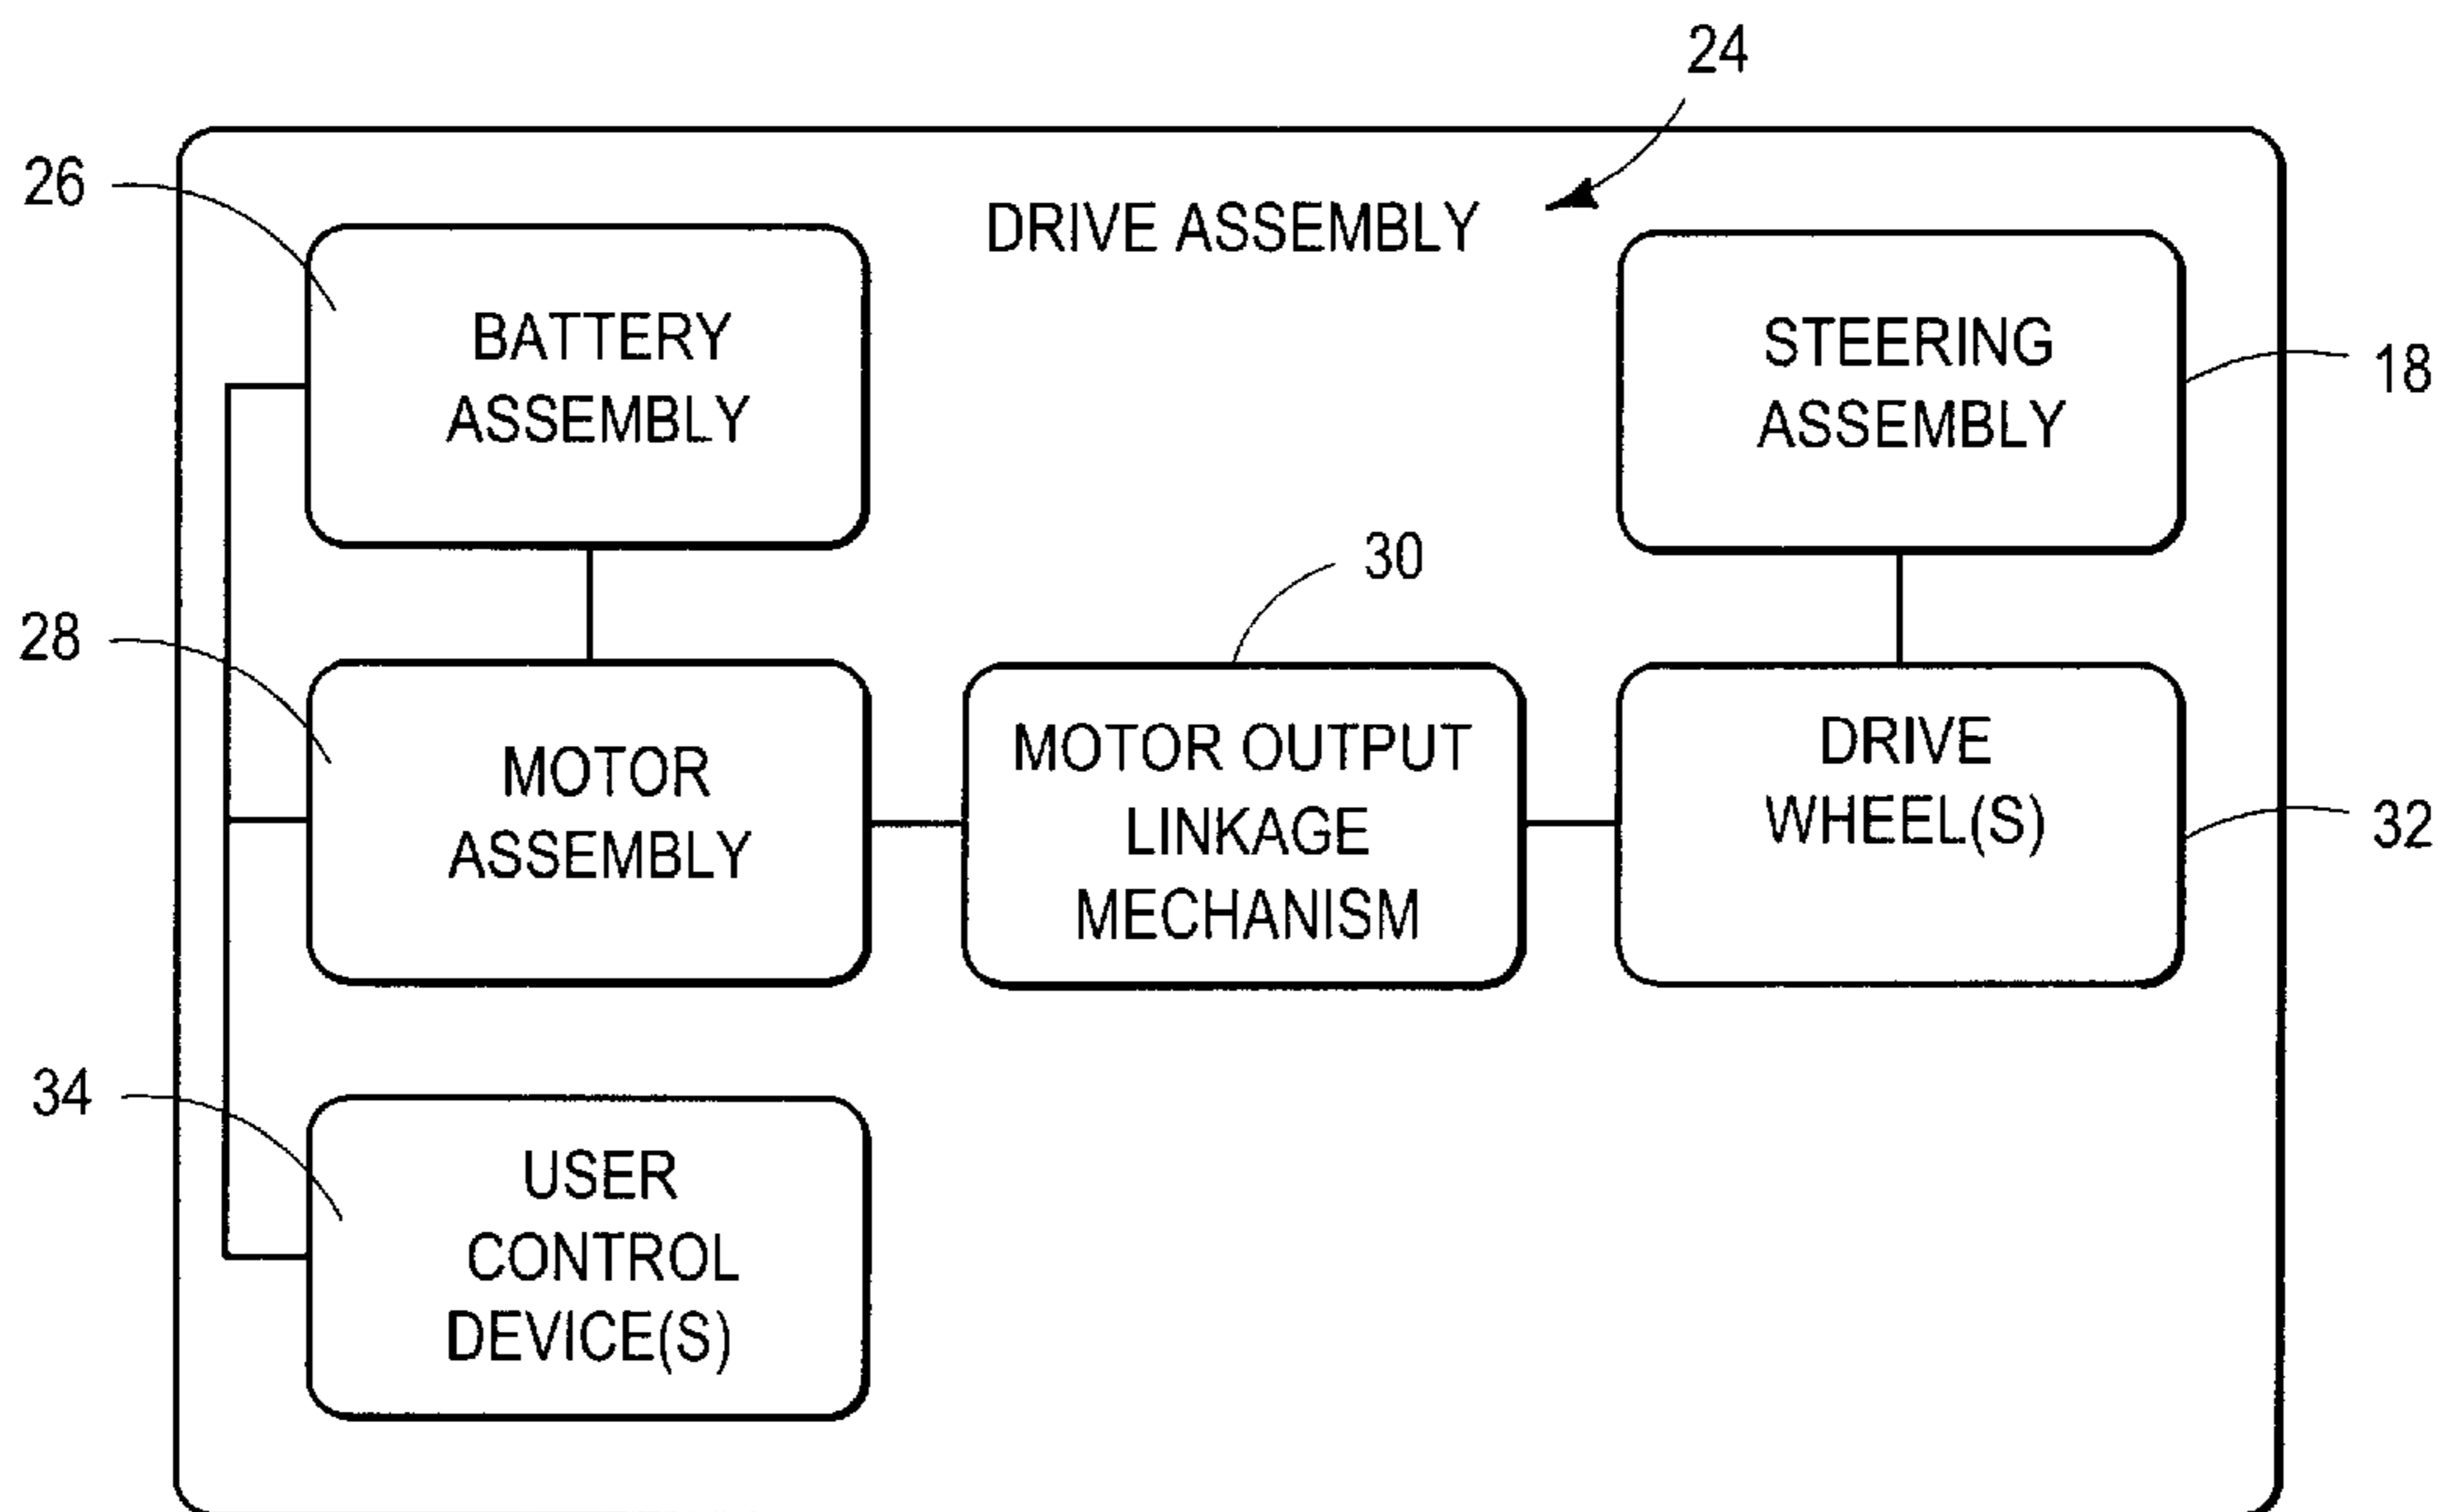 24
26
DRIVE ASSEMBLY
BATTERY
ASSEMBLY
STEERING
ASSEMBLY
18
30
28
MOTOR
ASSEMBLY
MOTOR OUTPUT
LINKAGE
MECHANISM
DRIVE
WHEEL(S)
32
34
USER
CONTROL
DEVICE(S)